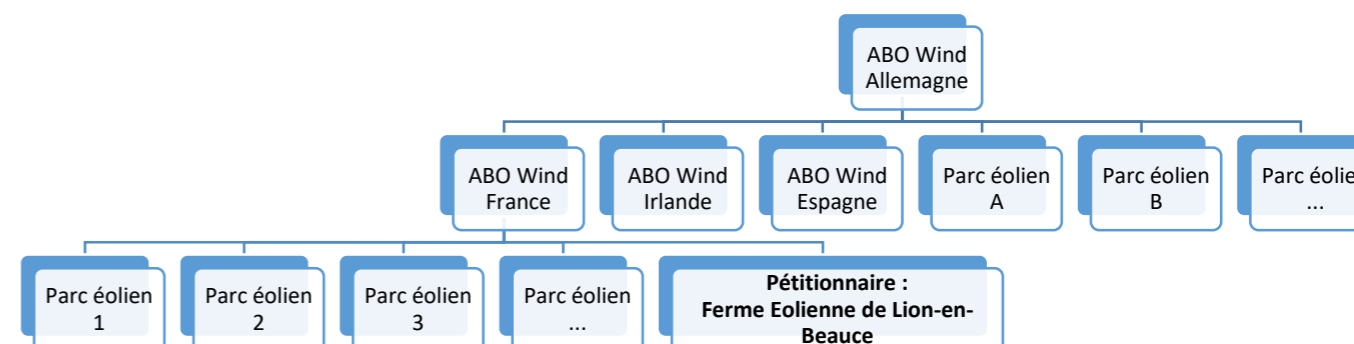 ABO Wind
Allemagne
ABO Wind
France
ABO Wind
Irlande
ABO Wind
Espagne
Parc éolien
A
Parc éolien
B
Parc
...
Parc éolien
1
Parc éolien
2
Parc éolien
3
Parc éolien
...
Pétitionnaire :
Ferme Eolienne de Lion-en-
Beauce